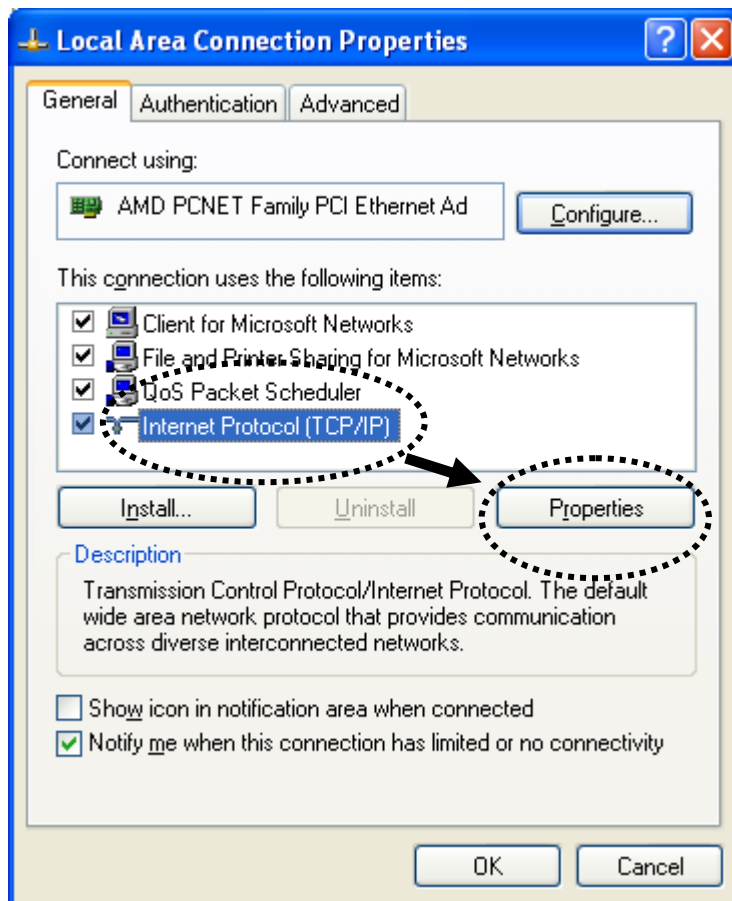 Local Area Connection Properties
General Authentication Advanced
Connect using:
AMD PCNET Family PCI Ethernet Ad
Configure...
This connection uses the following items:
Client for Microsoft Networks
File and Printer Sharing for Microsoft Networks
QoS Packet Scheduler
Internet Protocol (TCP/IP)
Install... Uninstall Properties
Description
Transmission Control Protocol/Internet Protocol. The default
wide area network protocol that provides communication
across diverse interconnected networks.
Show icon in notification area when connected
Notify me when this connection has limited or no connectivity
OK Cancel